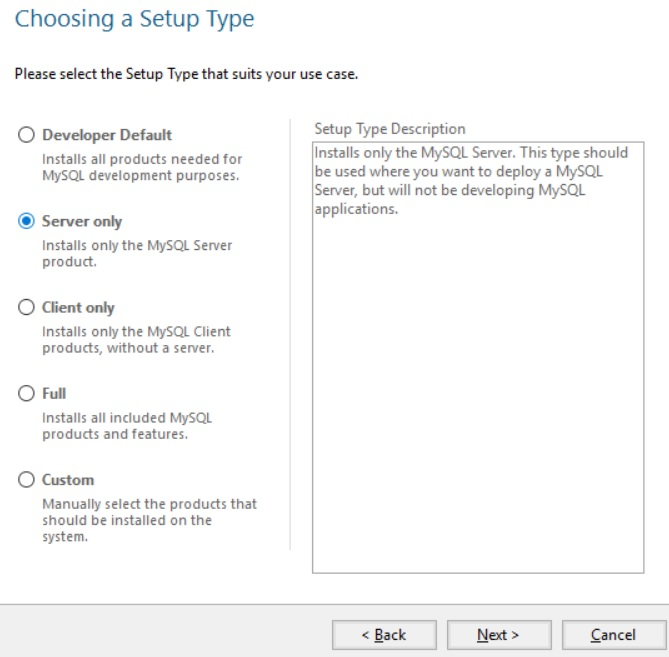 Choosing a Setup Type
Please select the Setup Type that suits your use case.
Developer Default
Installs all products needed for
MySQL development purposes.
Server only
Installs only the MySQL Server
product.
Client only
Installs only the MySQL Client
products, without a server.
Full
Installs all included MySQL
products and features.
Custom
Manually select the products that
should be installed on the
system.
Setup Type Description
Installs only the MySQL Server. This type should
be used where you want to deploy a MySQL
Server, but will not be developing MySQL
applications.
< Back
Next >
Cancel